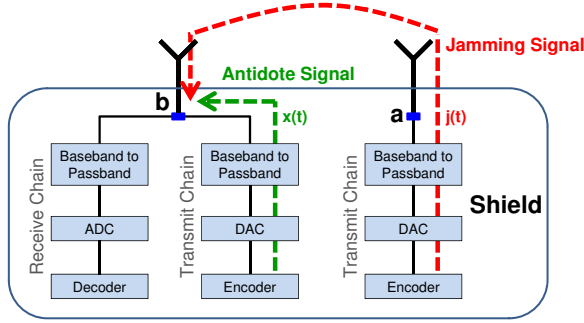 Jamming Signal
Antidote Signal
b
x(t)
a
j(t)
Receive Chain
Baseband to
Passband
ADC
Decoder
Transmit Chain
Baseband to
Passband
DAC
Encoder
Transmit Chain
Baseband to
Passband
DAC
Encoder
Shield